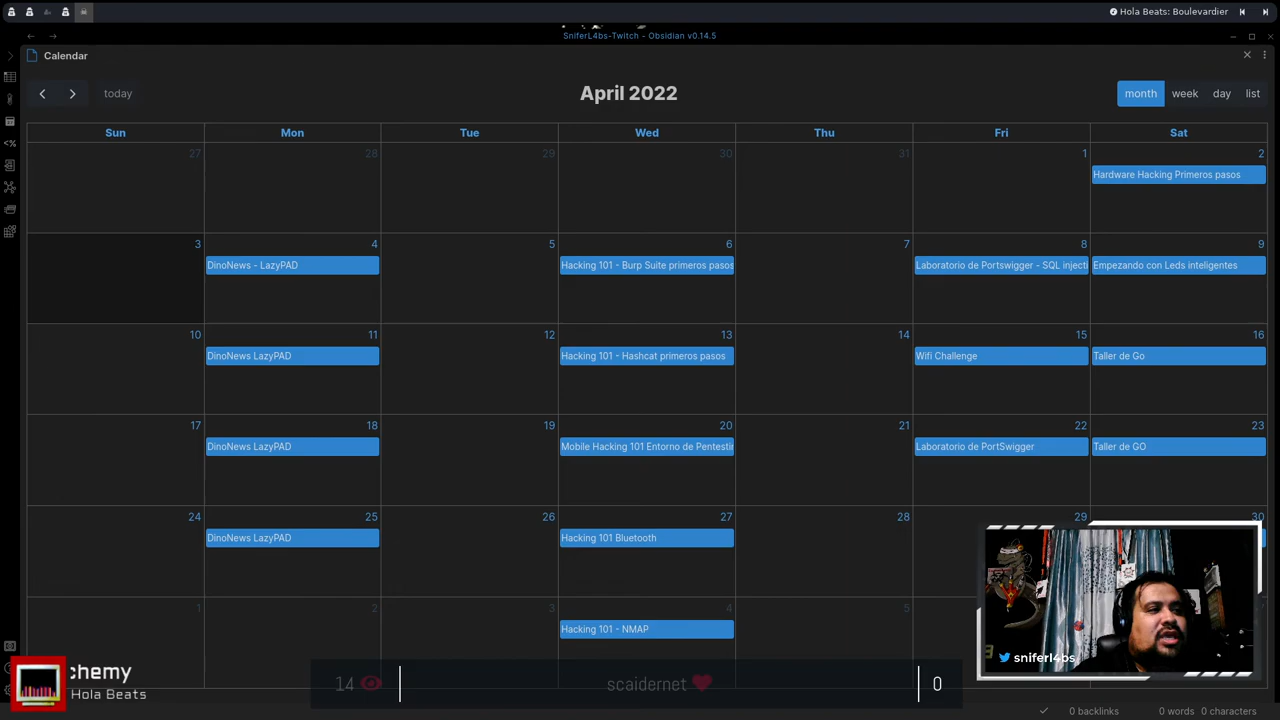 Hola Beats: Boulevardier
SniferL4bs-Twitch - Obsidian v0.14.5
Calendar
today
April 2022
month week day list
Sun Mon Tue Wed Thu Fri Sat
27 28 29 30 31 1 2
Hardware Hacking Primeros pasos
3 4 5 6 7 8 9
DinoNews - LazyPAD
Hacking 101 - Burp Suite primeros pasos
Laboratorio de Portswigger - SQL injecti
Empezando con Leds inteligentes
10 11 12 13 14 15 16
DinoNews LazyPAD
Hacking 101 - Hashcat primeros pasos
Wifi Challenge
Taller de Go
17 18 19 20 21 22 23
DinoNews LazyPAD
Mobile Hacking 101 Entorno de Pentestin
Laboratorio de PortSwigger
Taller de GO
24 25 26 27 28 29 30
DinoNews LazyPAD
Hacking 101 Bluetooth
1 2 3 4 5
Hacking 101 - NMAP
sniferl4bs
chemy
Hola Beats
14
scaidernet
0
0 backlinks 0 words 0 characters